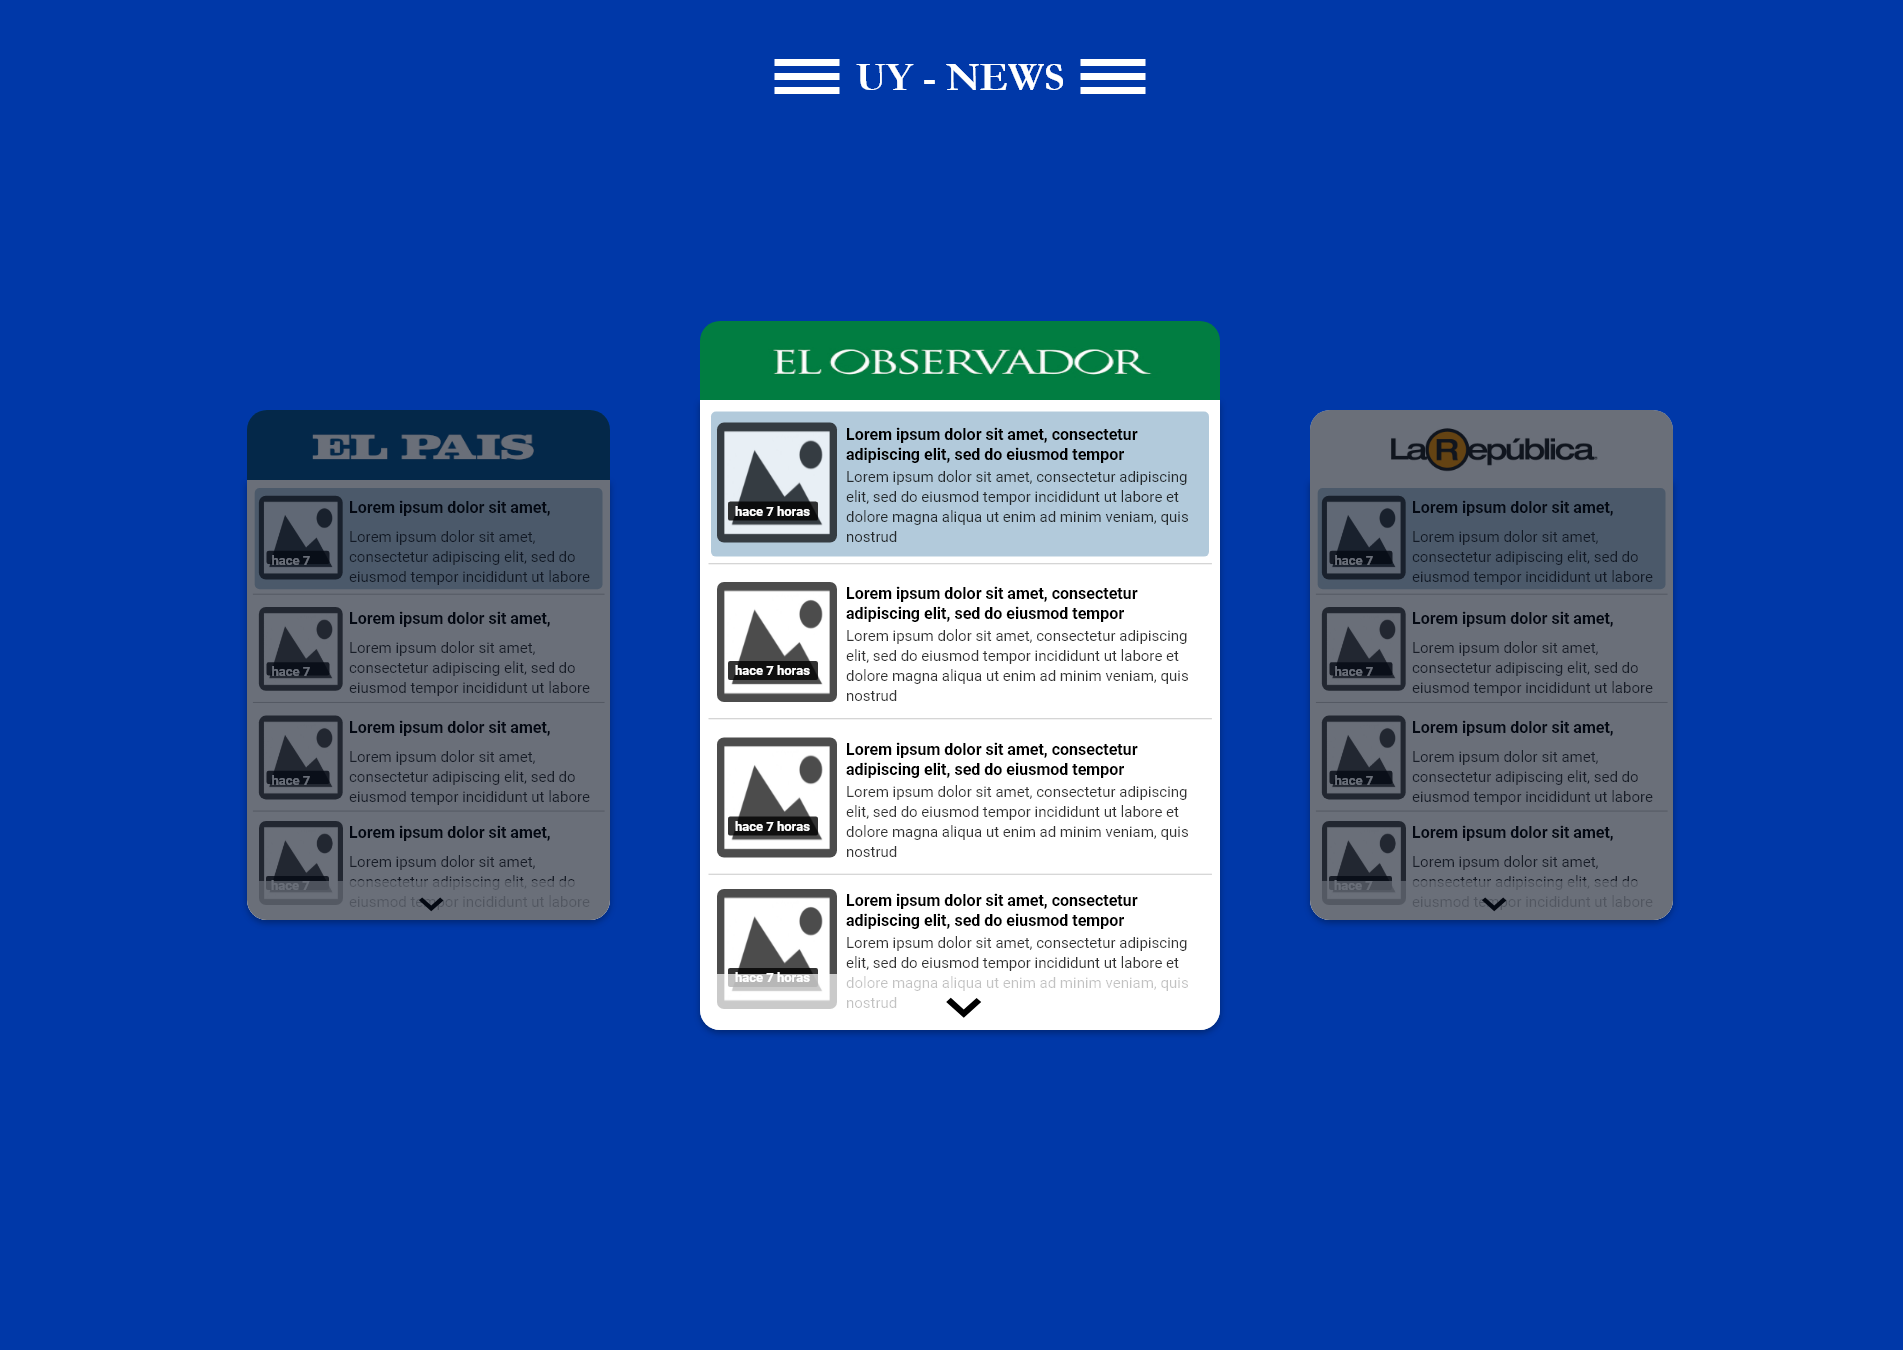 UY - NEWS
EL PAIS
Lorem ipsum dolor sit amet,
Lorem ipsum dolor sit amet,
consectetur adipiscing elit, sed do
eiusmod tempor incididunt ut labore
hace 7
Lorem ipsum dolor sit amet,
Lorem ipsum dolor sit amet,
consectetur adipiscing elit, sed do
eiusmod tempor incididunt ut labore
hace 7
Lorem ipsum dolor sit amet,
Lorem ipsum dolor sit amet,
consectetur adipiscing elit, sed do
eiusmod tempor incididunt ut labore
hace 7
Lorem ipsum dolor sit amet,
Lorem ipsum dolor sit amet,
consectetur adipiscing elit, sed do
eiusmod tempor incididunt ut labore
hace 7
EL OBSERVADOR
Lorem ipsum dolor sit amet, consectetur
adipiscing elit, sed do eiusmod tempor
Lorem ipsum dolor sit amet, consectetur adipiscing
elit, sed do eiusmod tempor incididunt ut labore et
dolore magna aliqua ut enim ad minim veniam, quis
nostrud
hace 7 horas
Lorem ipsum dolor sit amet, consectetur
adipiscing elit, sed do eiusmod tempor
Lorem ipsum dolor sit amet, consectetur adipiscing
elit, sed do eiusmod tempor incididunt ut labore et
dolore magna aliqua ut enim ad minim veniam, quis
nostrud
hace 7 horas
Lorem ipsum dolor sit amet, consectetur
adipiscing elit, sed do eiusmod tempor
Lorem ipsum dolor sit amet, consectetur adipiscing
elit, sed do eiusmod tempor incididunt ut labore et
dolore magna aliqua ut enim ad minim veniam, quis
nostrud
hace 7 horas
Lorem ipsum dolor sit amet, consectetur
adipiscing elit, sed do eiusmod tempor
Lorem ipsum dolor sit amet, consectetur adipiscing
elit, sed do eiusmod tempor incididunt ut labore et
dolore magna aliqua ut enim ad minim veniam, quis
nostrud
hace 7 horas
LaRepública
Lorem ipsum dolor sit amet,
Lorem ipsum dolor sit amet,
consectetur adipiscing elit, sed do
eiusmod tempor incididunt ut labore
hace 7
Lorem ipsum dolor sit amet,
Lorem ipsum dolor sit amet,
consectetur adipiscing elit, sed do
eiusmod tempor incididunt ut labore
hace 7
Lorem ipsum dolor sit amet,
Lorem ipsum dolor sit amet,
consectetur adipiscing elit, sed do
eiusmod tempor incididunt ut labore
hace 7
Lorem ipsum dolor sit amet,
Lorem ipsum dolor sit amet,
consectetur adipiscing elit, sed do
eiusmod tempor incididunt ut labore
hace 7